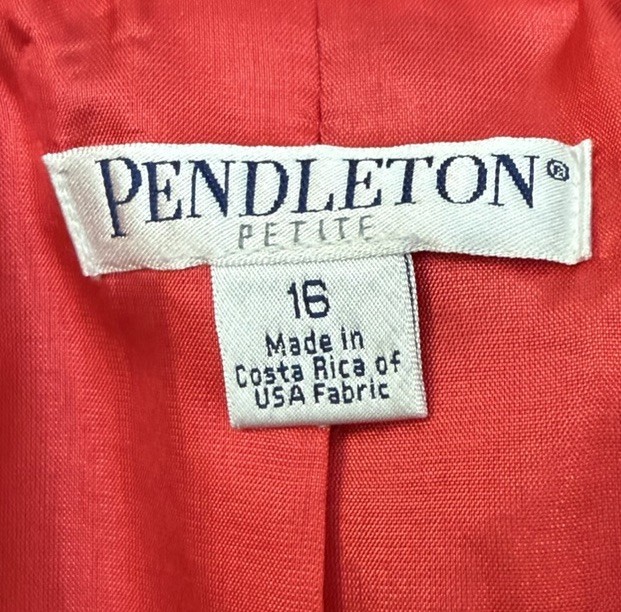 PENDLETON®
PETITE
16
Made in
Costa Rica of
USA Fabric